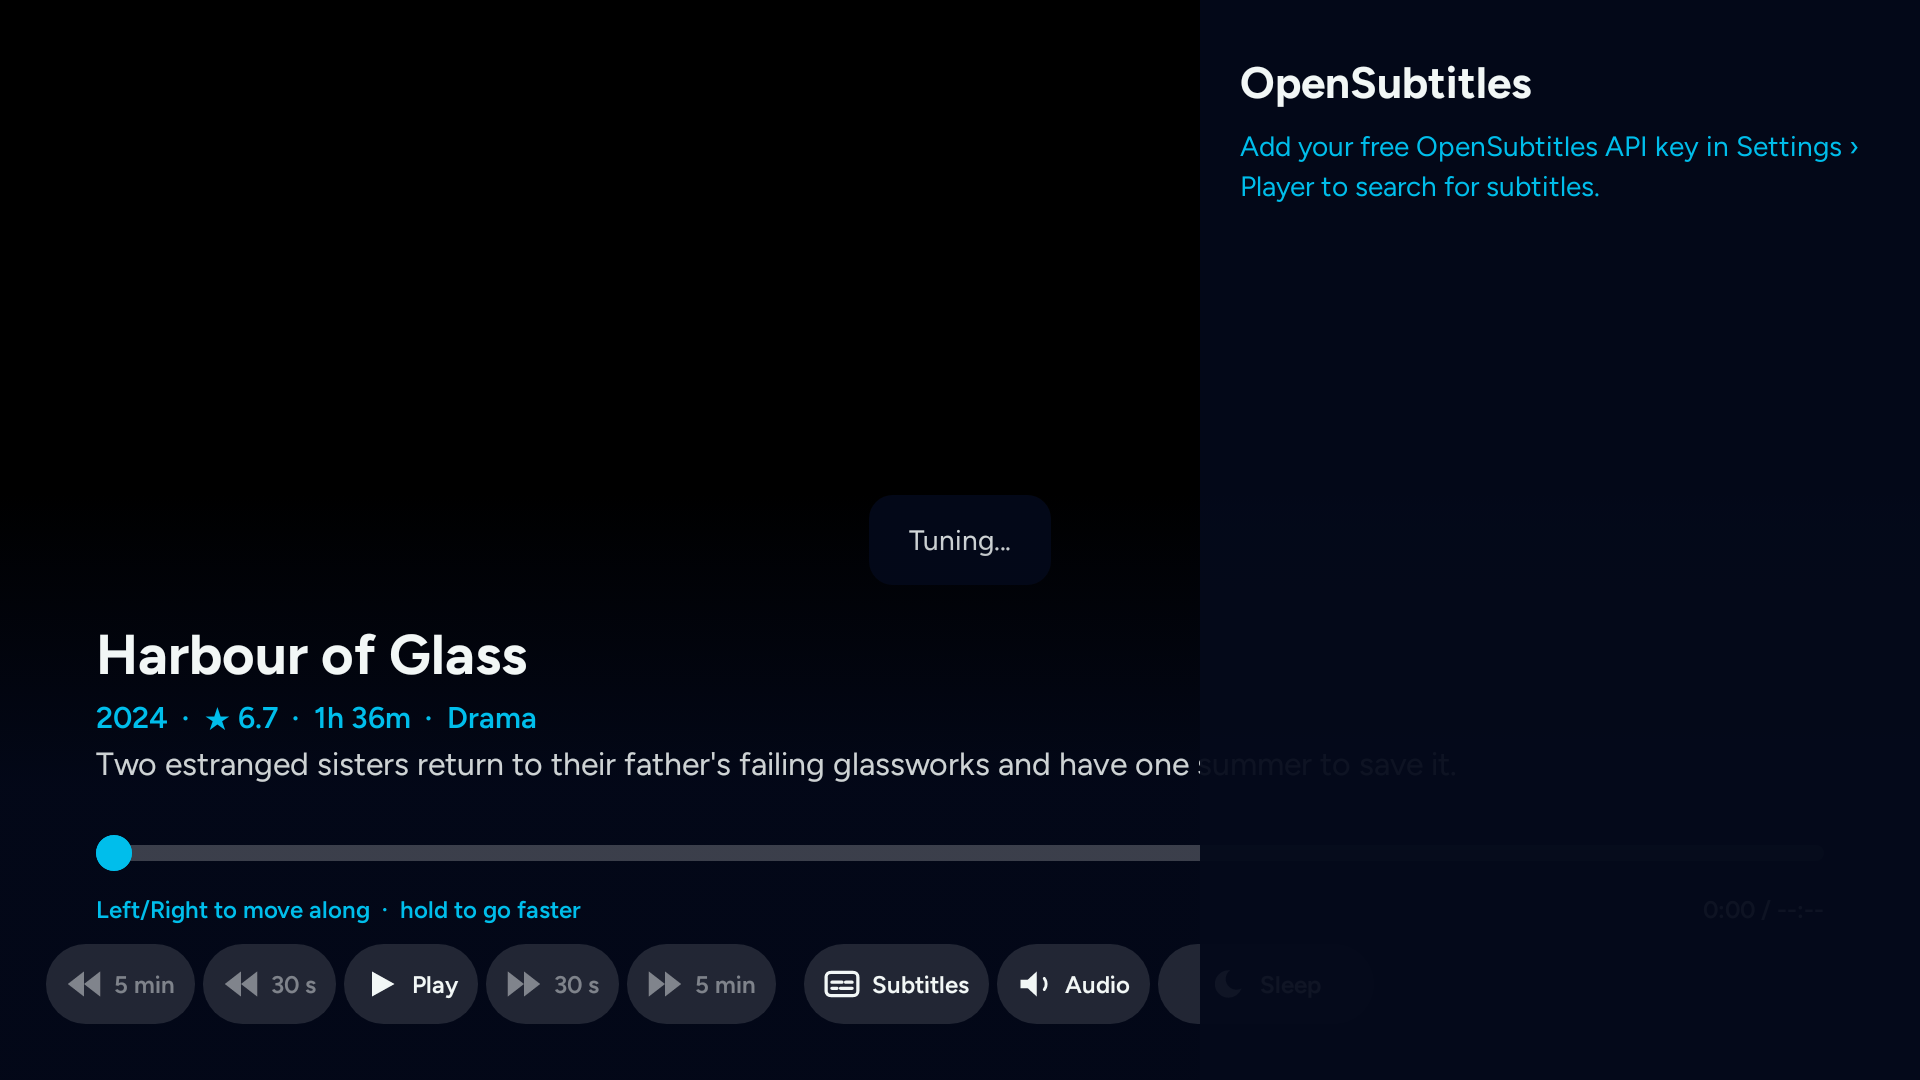 OpenSubtitles
Add your free OpenSubtitles API key in Settings ›
Player to search for subtitles.
Tuning...
Harbour of Glass
2024 · ★ 6.7 · 1h 36m · Drama
Two estranged sisters return to their father's failing glassworks and have one summer to save it.
Left/Right to move along · hold to go faster
0:00 / --:--
5 min
30 s
Play
30 s
5 min
Subtitles
Audio
Sleep